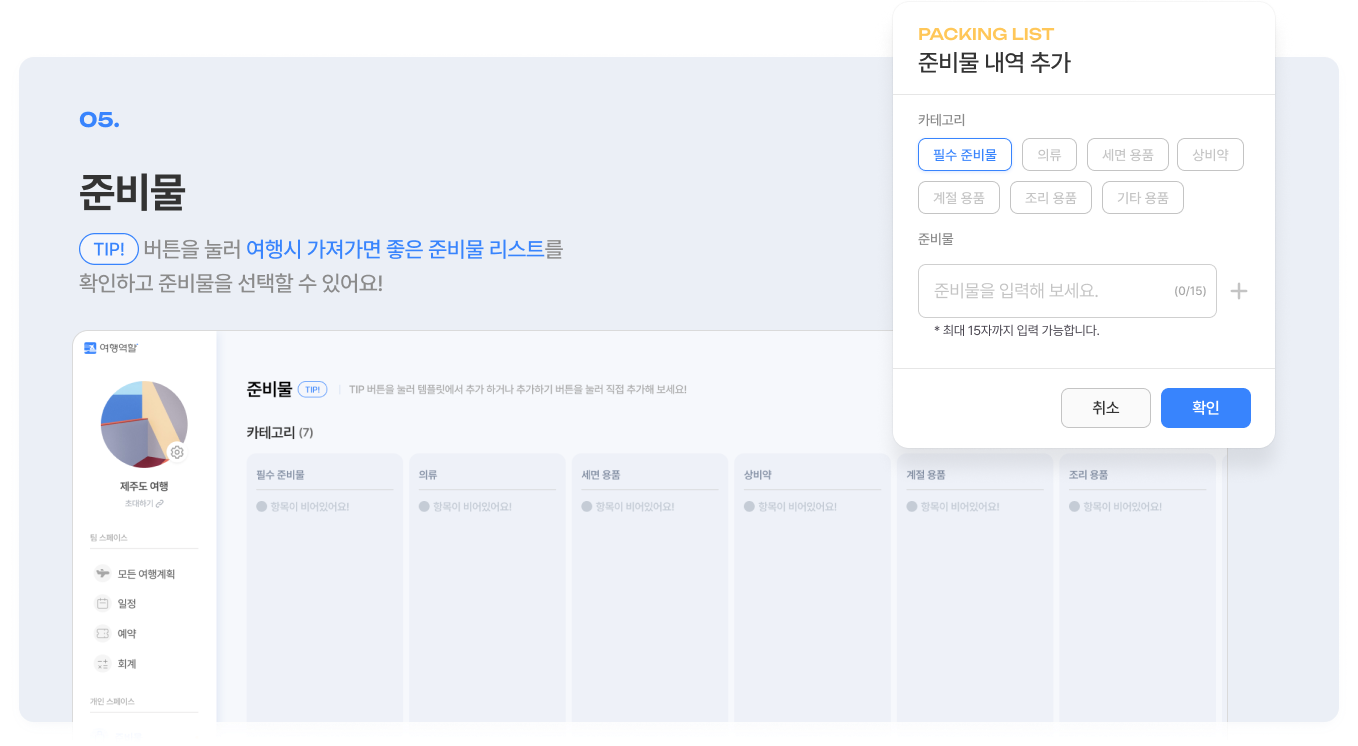 PACKING LIST
준비물 내역 추가
카테고리
필수 준비물 의류 세면 용품 상비약
계절 용품 조리 용품 기타 용품
준비물
준비물을 입력해 보세요. (0/15)
* 최대 15자까지 입력 가능합니다.
취소 확인
05.
준비물
TIP! 버튼을 눌러 여행시 가져가면 좋은 준비물 리스트를
확인하고 준비물을 선택할 수 있어요!
여행역할
제주도 여행
초대하기
팀 스페이스
모든 여행계획
일정
예약
회계
개인 스페이스
준비물 TIP! TIP 버튼을 눌러 템플릿에서 추가 하거나 추가하기 버튼을 눌러 직접 추가해 보세요!
카테고리 (7)
필수 준비물 의류 세면 용품 상비약 계절 용품 조리 용품
항목이 비어있어요! 항목이 비어있어요! 항목이 비어있어요! 항목이 비어있어요! 항목이 비어있어요! 항목이 비어있어요!